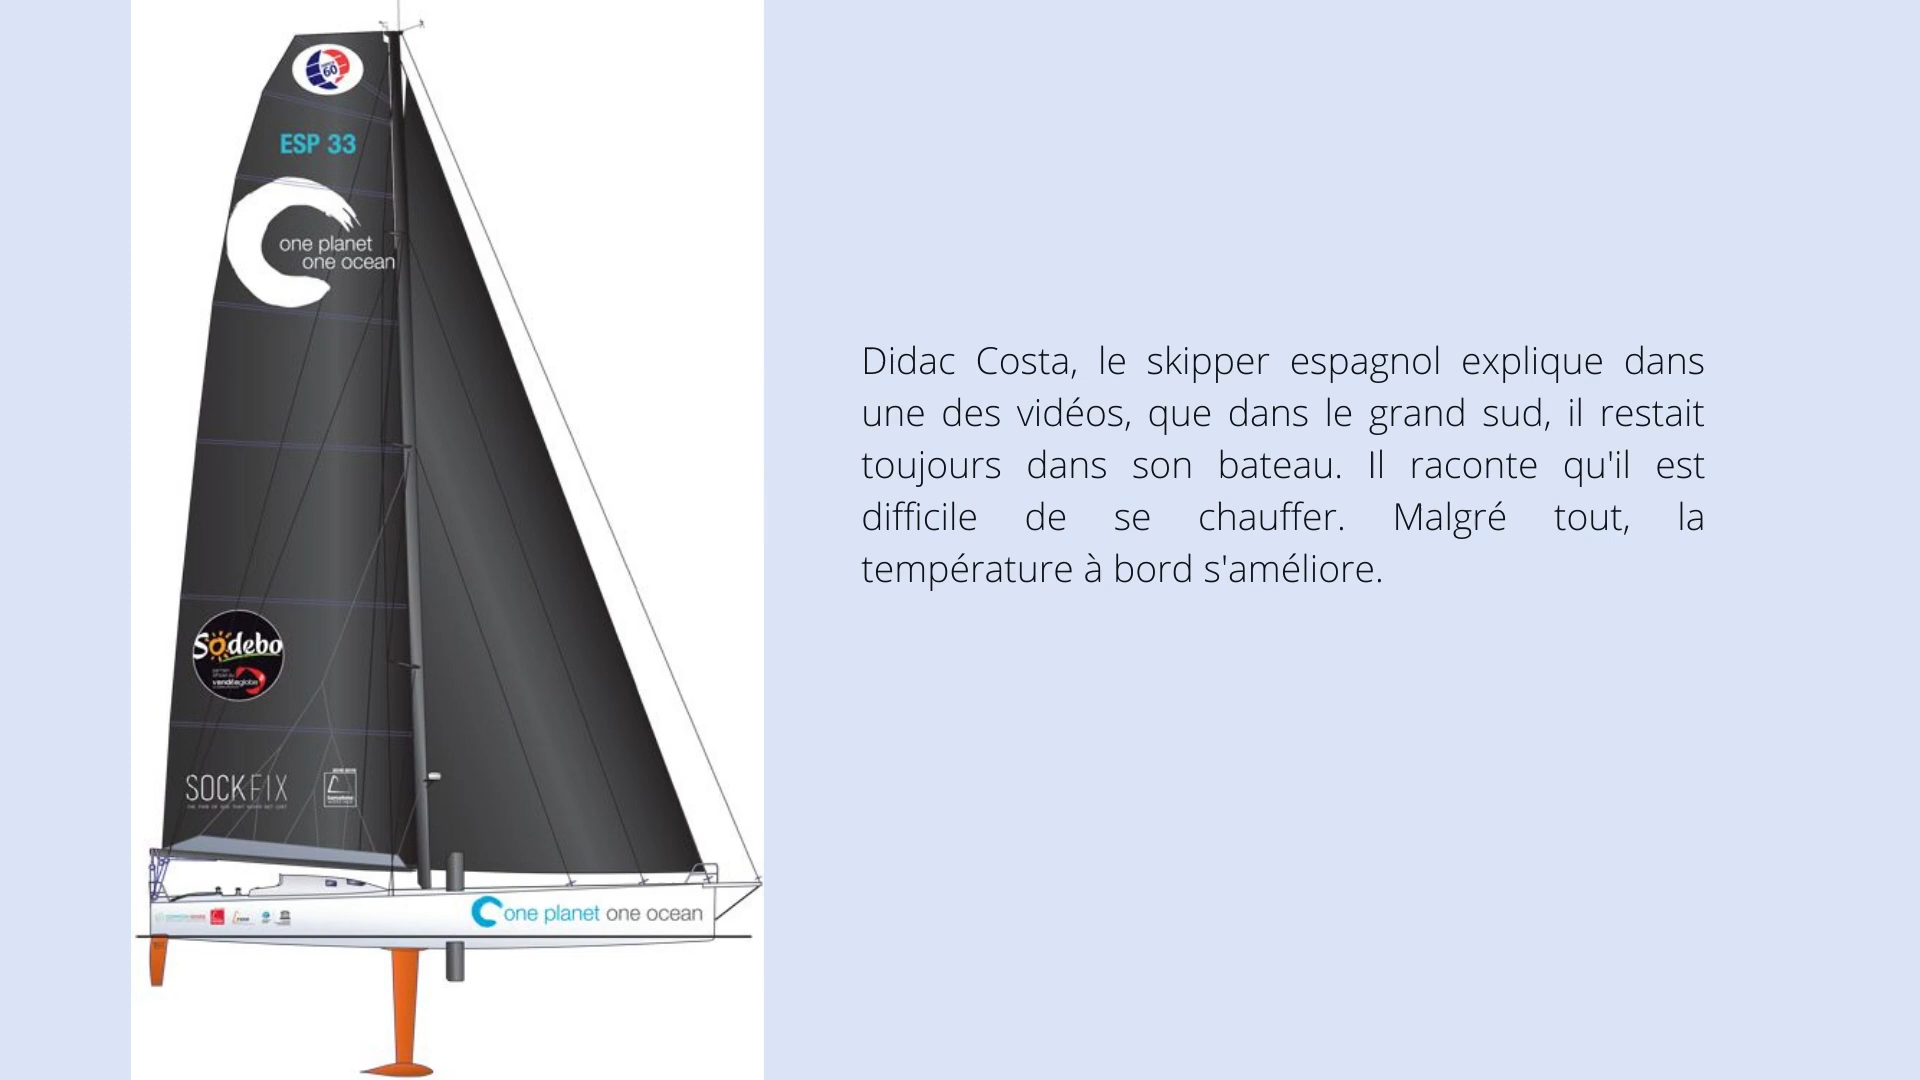 60
ESP 33
one planet
one ocean
Sodebo
vendéeglobe
SOCKFIX
one planet one ocean
Didac Costa, le skipper espagnol explique dans
une des vidéos, que dans le grand sud, il restait
toujours dans son bateau. Il raconte qu'il est
difficile de se chauffer. Malgré tout, la
température à bord s'améliore.